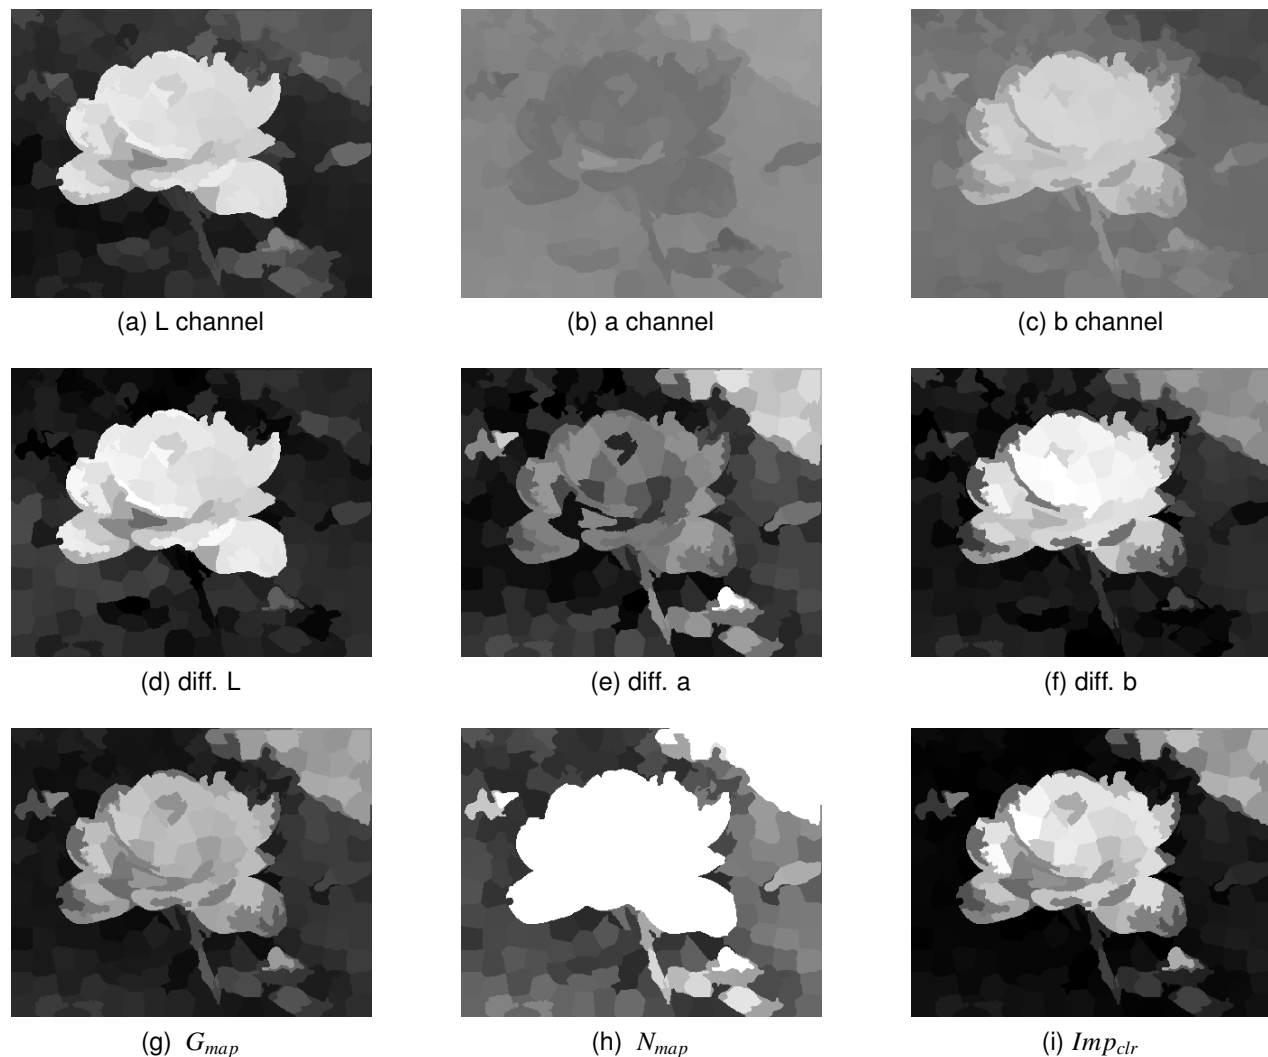 (a) L channel
(b) a channel
(c) b channel
(d) diff. L
(e) diff. a
(f) diff. b
(g) G_map
(h) N_map
(i) Imp_clr